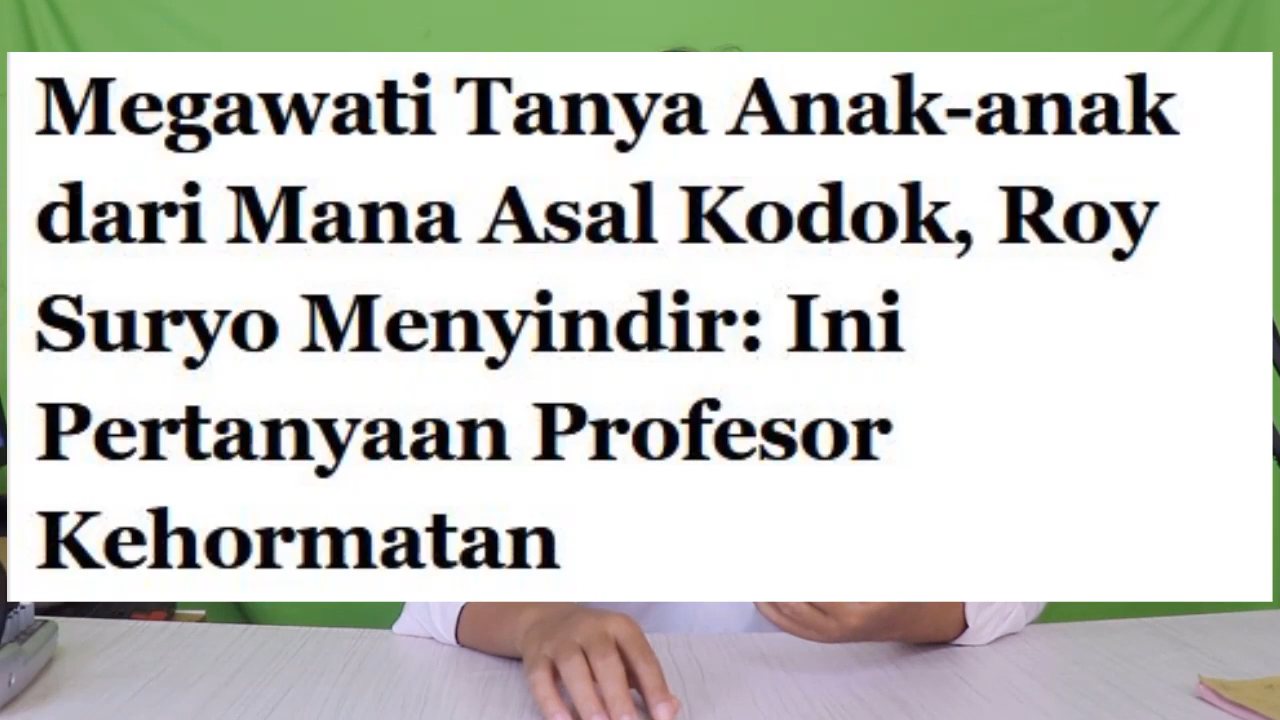 Megawati Tanya Anak-anak
dari Mana Asal Kodok, Roy
Suryo Menyindir: Ini
Pertanyaan Profesor
Kehormatan